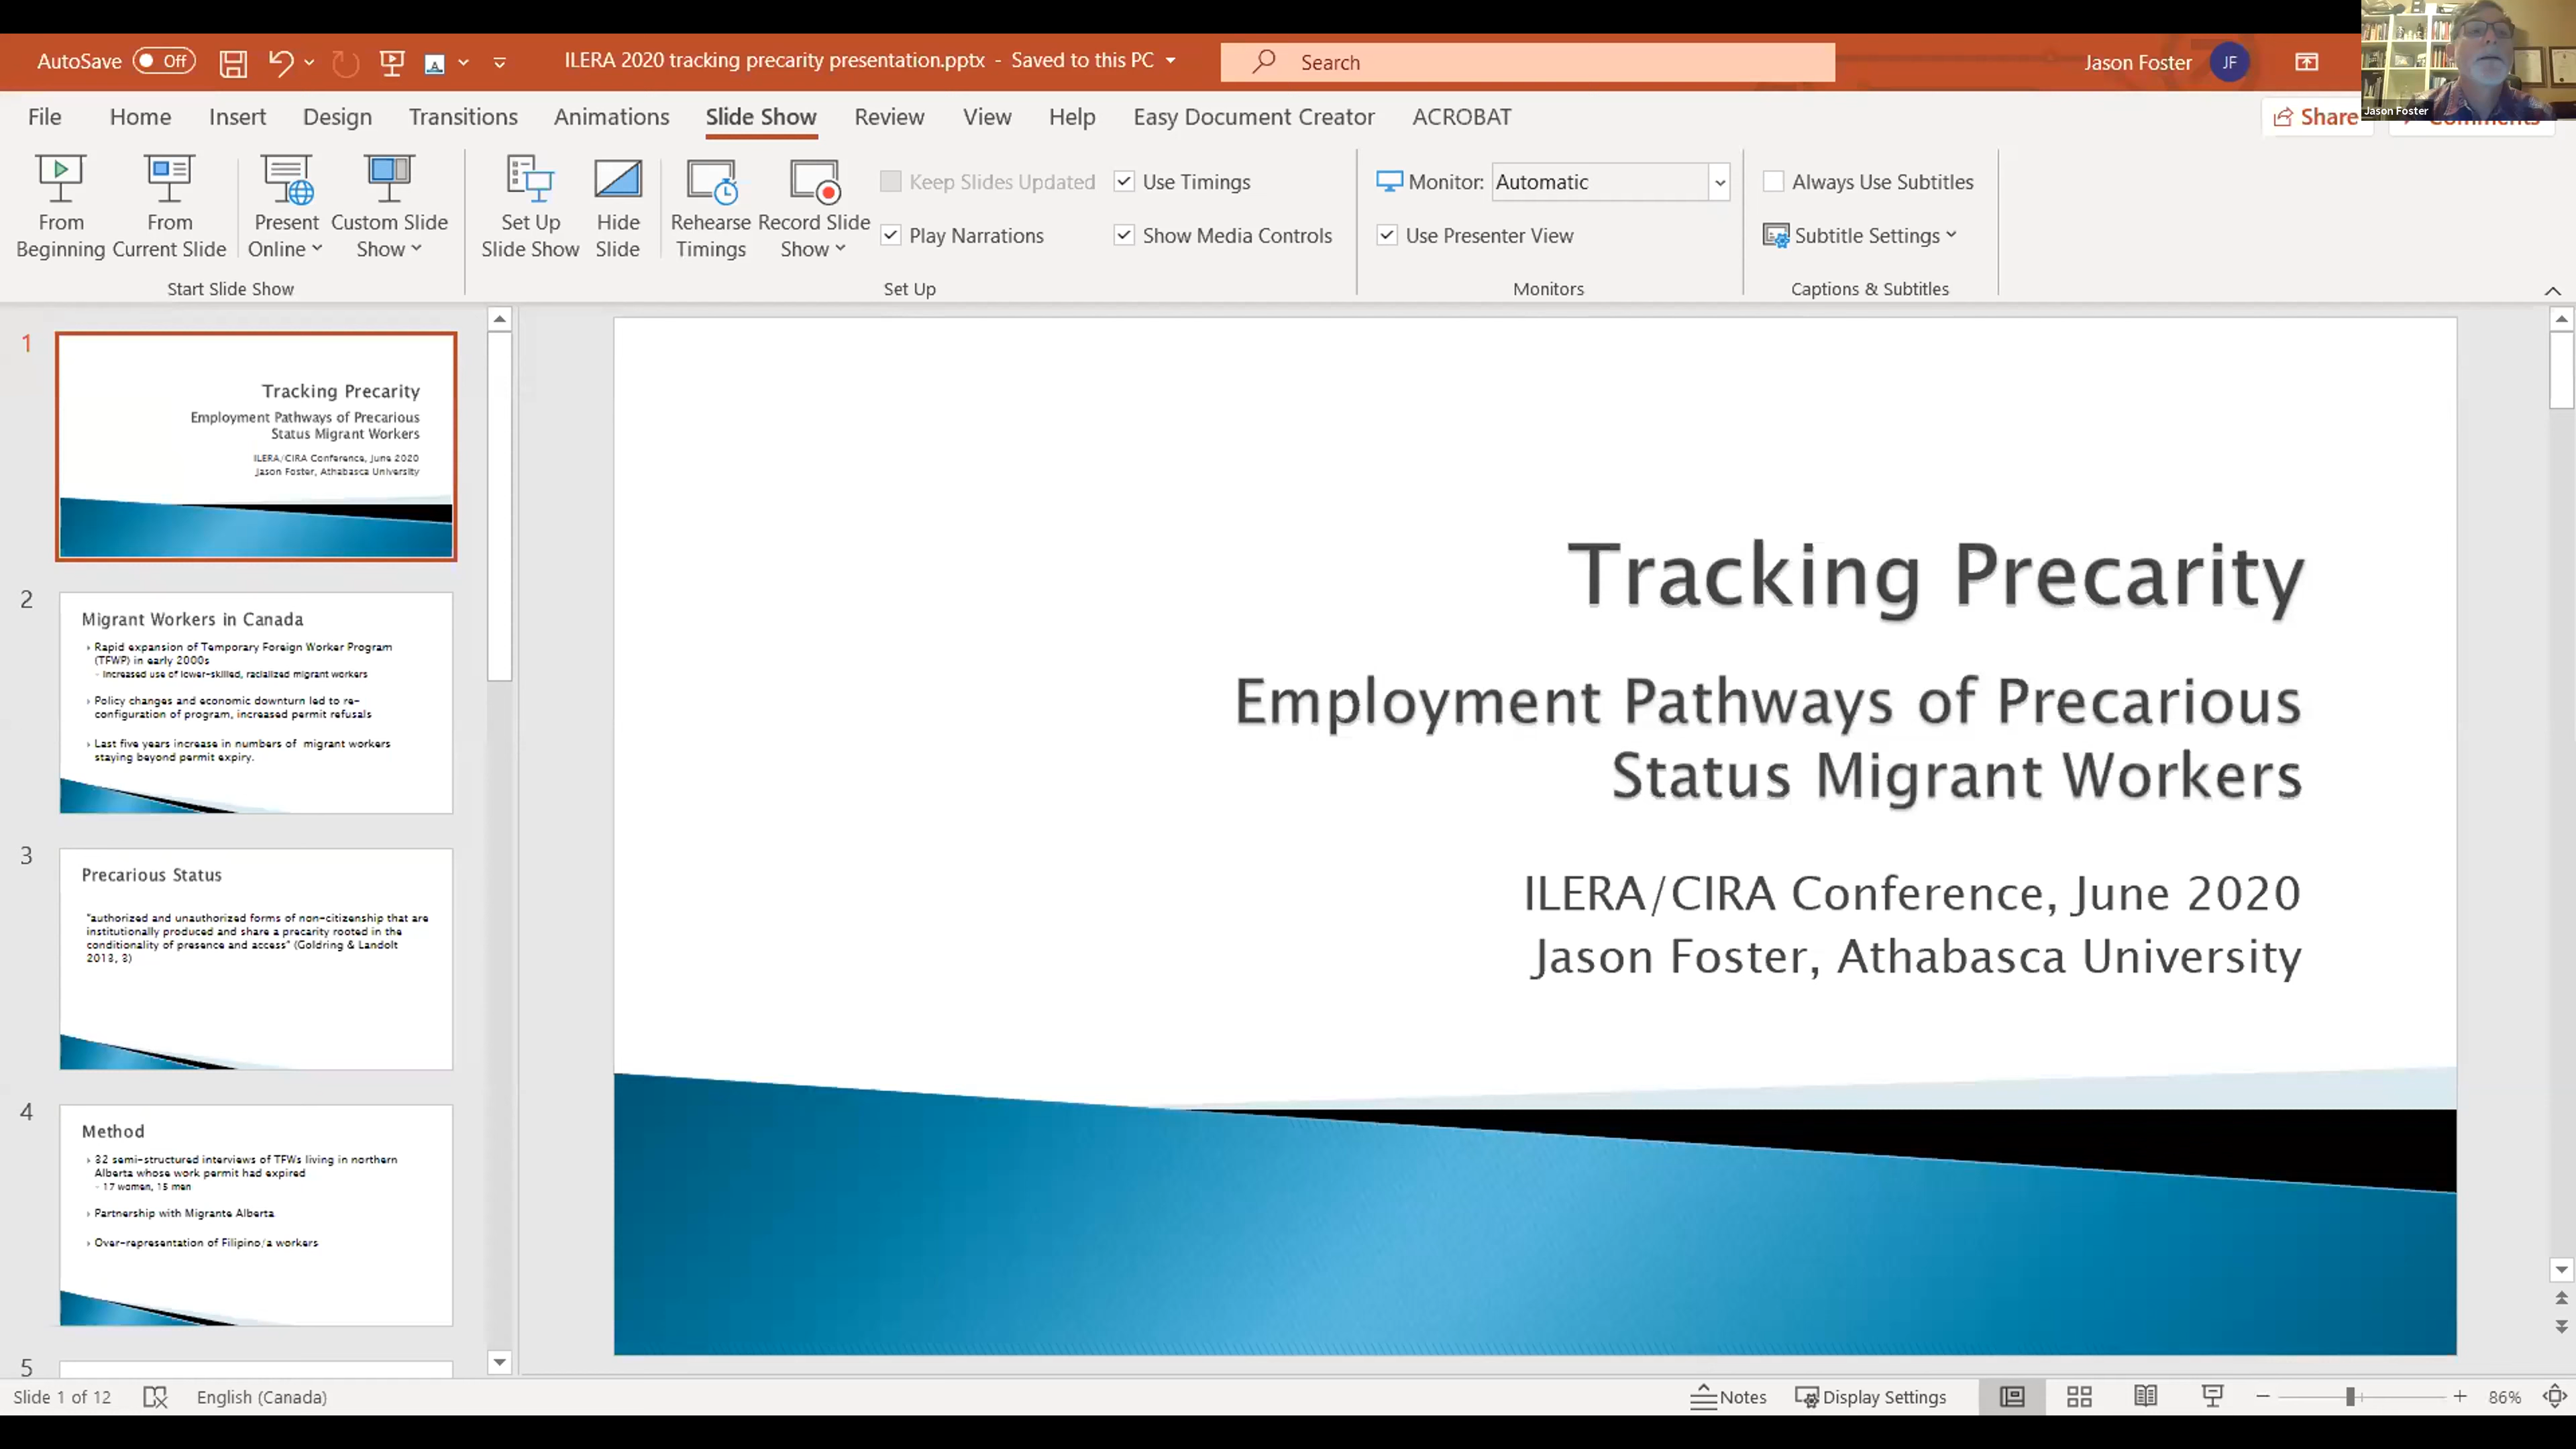 AutoSave Off
ILERA 2020 tracking precarity presentation.pptx - Saved to this PC
Search
Jason Foster JF
Jason Foster
File Home Insert Design Transitions Animations Slide Show Review View Help Easy Document Creator ACROBAT
Share Comments
From Beginning
From Current Slide
Present Online
Custom Slide Show
Start Slide Show
Set Up Slide Show
Hide Slide
Rehearse Timings
Record Slide Show
Keep Slides Updated
Play Narrations
Use Timings
Show Media Controls
Set Up
Monitor: Automatic
Use Presenter View
Monitors
Always Use Subtitles
Subtitle Settings
Captions & Subtitles
1
Tracking Precarity
Employment Pathways of Precarious
Status Migrant Workers
ILERA/CIRA Conference, June 2020
Jason Foster, Athabasca University
2
Migrant Workers in Canada
Rapid expansion of Temporary Foreign Worker Program
(TFWP) in early 2000s
- Increased use of lower-skilled, racialized migrant workers
Policy changes and economic downturn led to re-
configuration of program, increased permit refusals
Last five years increase in numbers of migrant workers
staying beyond permit expiry.
3
Precarious Status
"authorized and unauthorized forms of non-citizenship that are
institutionally produced and share a precarity rooted in the
conditionality of presence and access" (Goldring & Landolt
2013, 3)
4
Method
32 semi-structured interviews of TFWs living in northern
Alberta whose work permit had expired
- 17 women, 15 men
Partnership with Migrante Alberta
Over-representation of Filipino/a workers
5
Tracking Precarity
Employment Pathways of Precarious
Status Migrant Workers
ILERA/CIRA Conference, June 2020
Jason Foster, Athabasca University
Slide 1 of 12
English (Canada)
Notes
Display Settings
86%